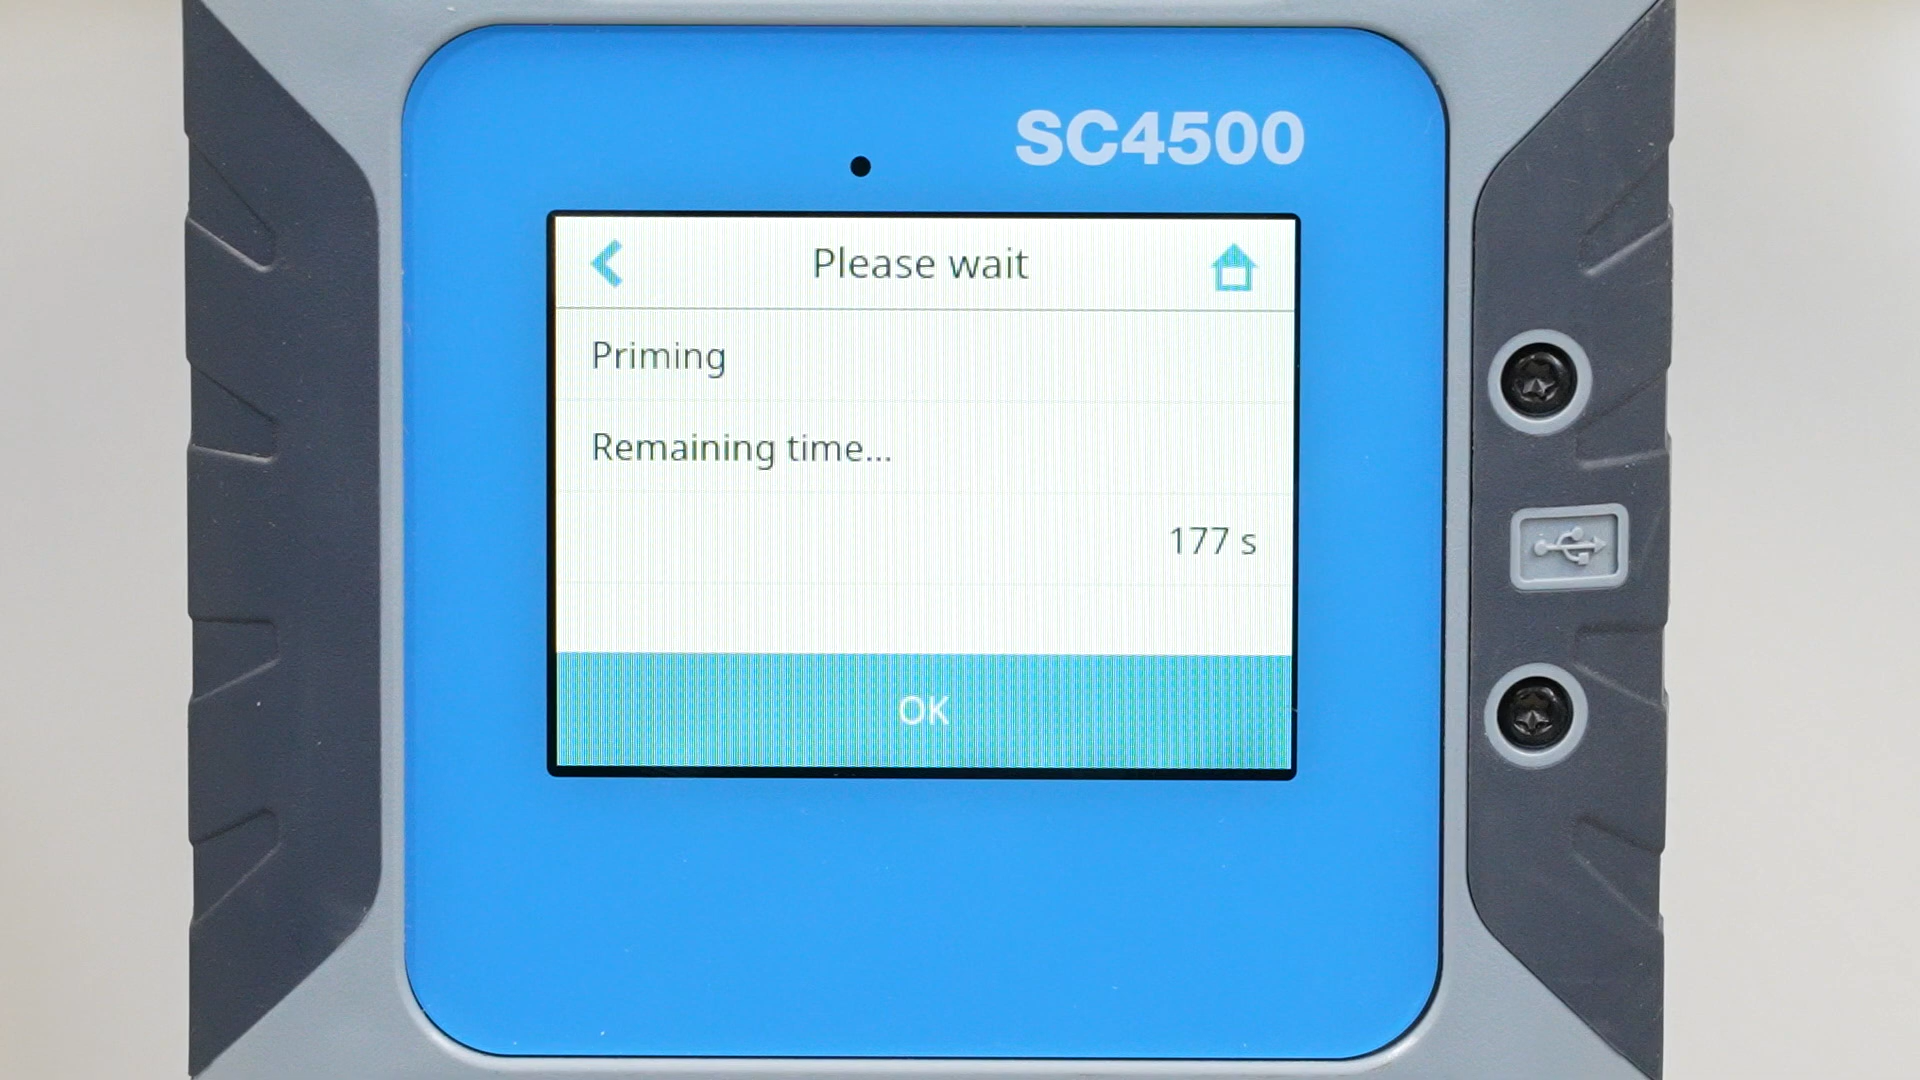 SC4500
Please wait
Priming
Remaining time...
177 s
OK